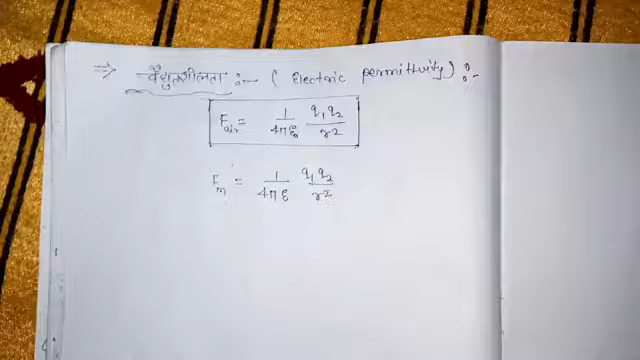 ⇒ वैद्युतशीलता :- ( Electric permittivity ) :-
F_air = 1/4πε₀ q₁q₂/r²
F_m = 1/4πε q₁q₂/r²